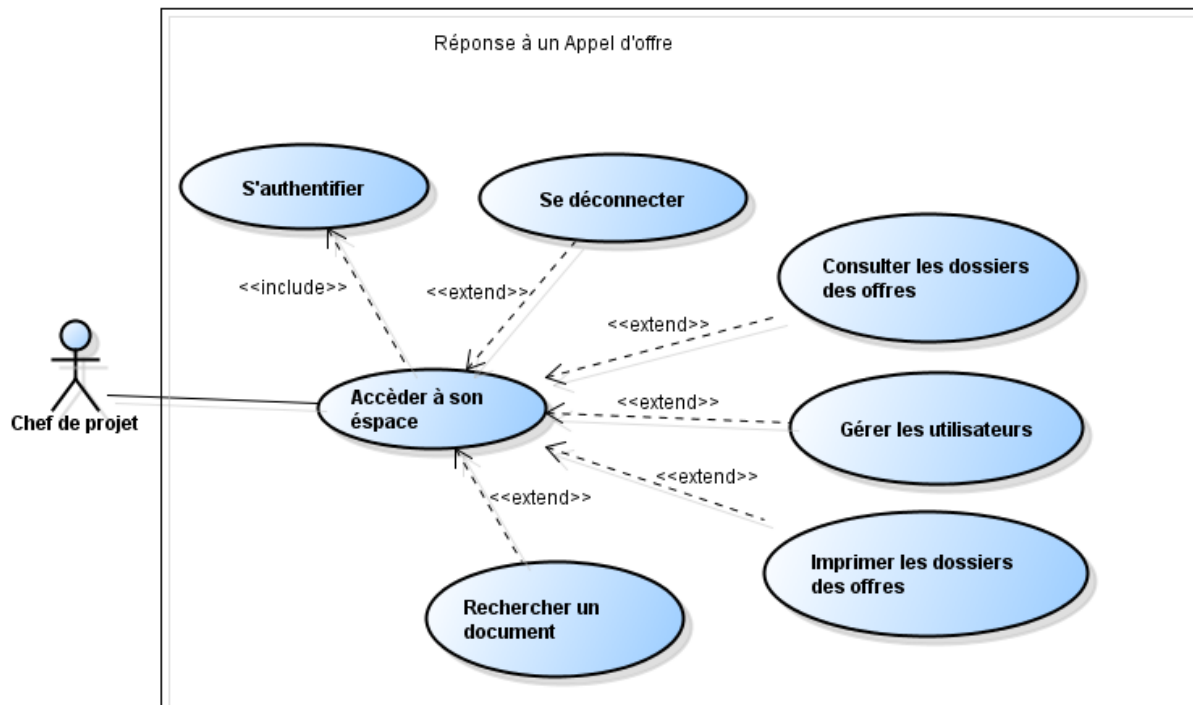 Réponse à un Appel d'offre
S'authentifier
Se déconnecter
Consulter les dossiers
des offres
<<include>>
<<extend>>
<<extend>>
Chef de projet
Accèder à son
éspace
<<extend>>
Gérer les utilisateurs
<<extend>>
<<extend>>
Imprimer les dossiers
des offres
Rechercher un
document